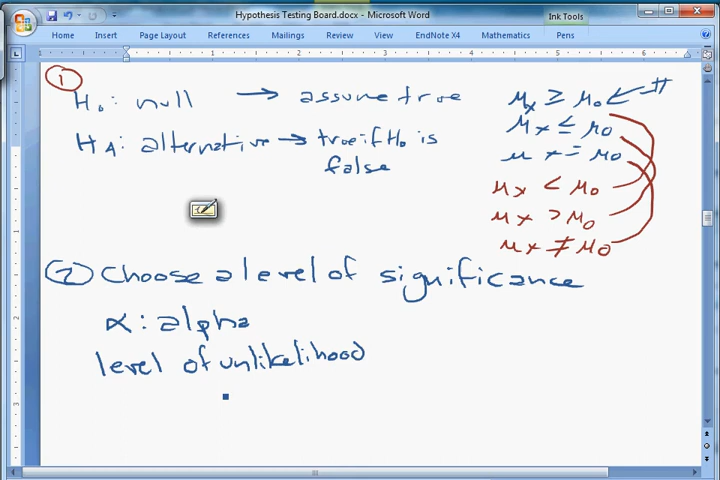 Hypothesis Testing Board.docx - Microsoft Word
Ink Tools
Home Insert Page Layout References Mailings Review View EndNote X4 Mathematics Pens
①
H₀: null → assume true
HA: alternative → true if H₀ is
false
μx ≥ μ₀ ← #
μx ≤ μ₀
μx = μ₀
μx < μ₀
μx > μ₀
μx ≠ μ₀
② Choose a level of significance
α: alpha
level of unlikelihood